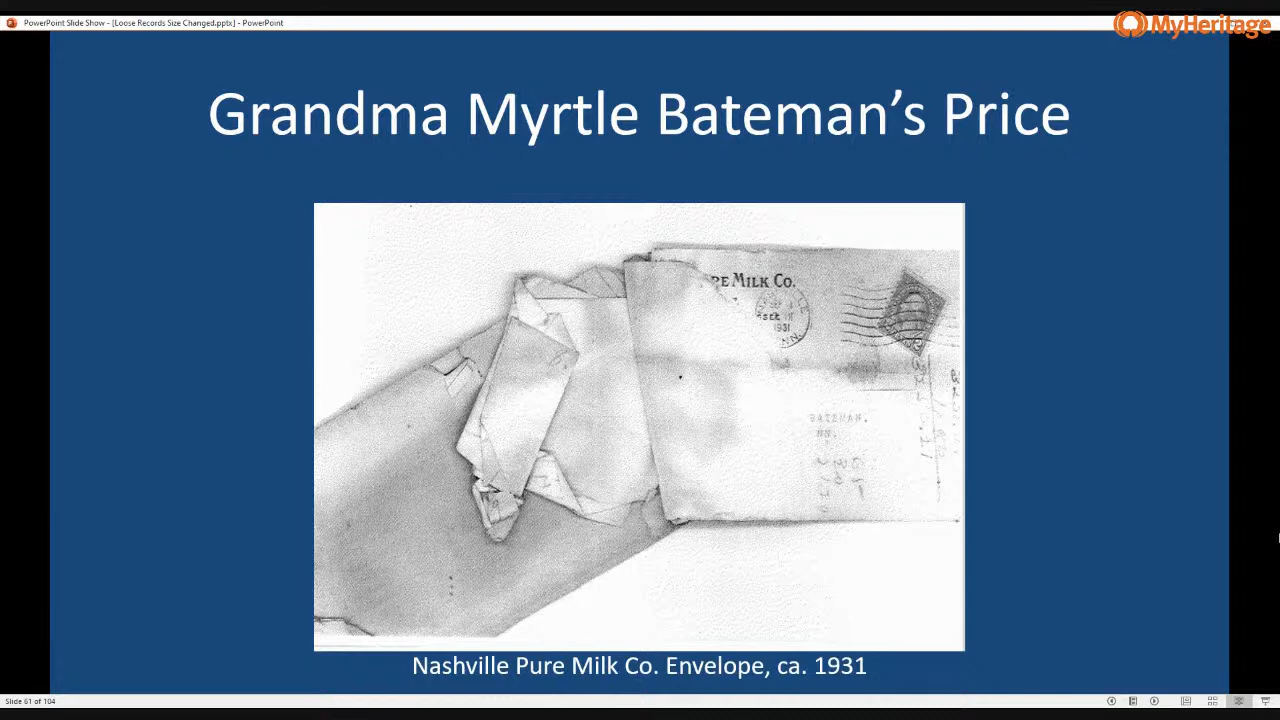 PowerPoint Slide Show - [Loose Records Size Changed.pptx] - PowerPoint
MyHeritage
Grandma Myrtle Bateman's Price
RE MILK CO.
1931
BATEMAN,
Nashville Pure Milk Co. Envelope, ca. 1931
Slide 61 of 104